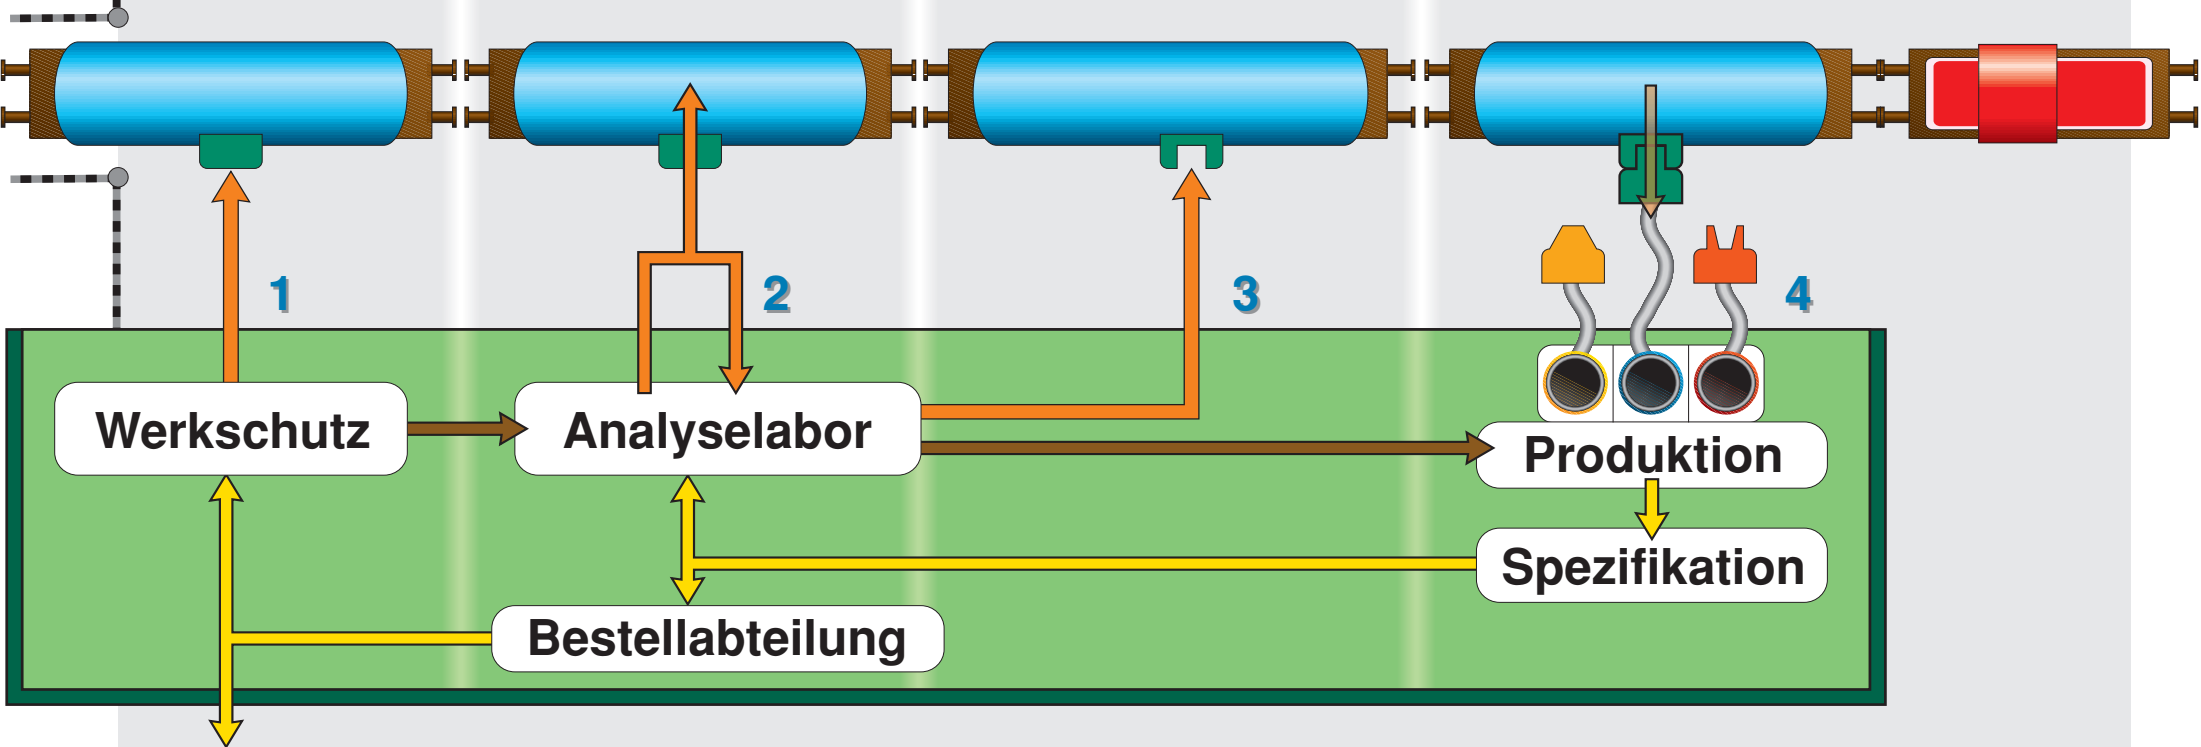 1
2
3
4
Werkschutz
Analyselabor
Produktion
Spezifikation
Bestellabteilung